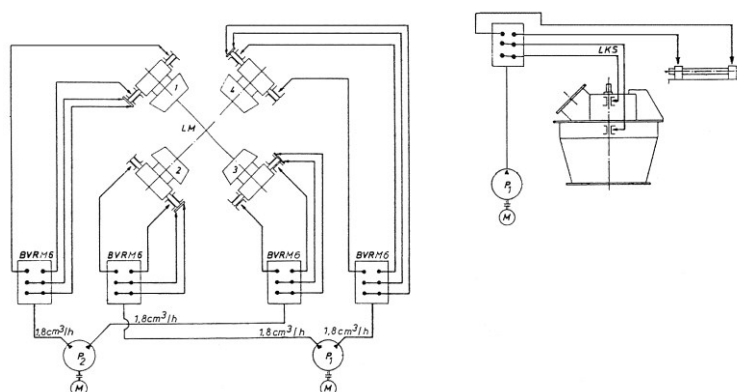 1
4
LM
2
3
BVRM6
BVRM6
BVRM6
BVRM6
1,8cm³/h
1,8cm³/h
1,8cm³/h
1,8cm³/h
P2
P1
M
M
LKS
P1
M